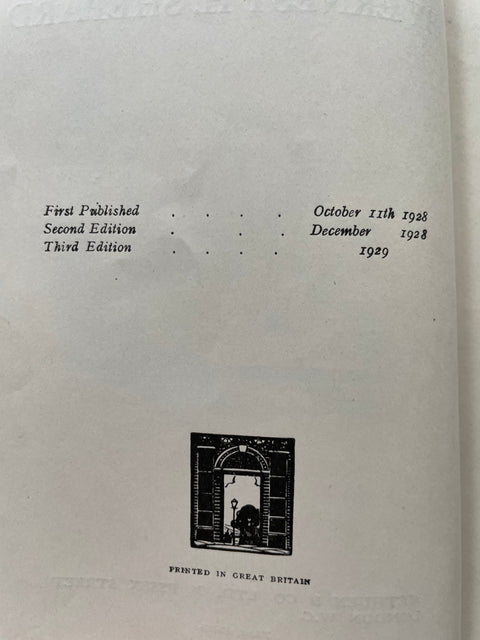 First Published . . . . October 11th 1928
Second Edition . . . December 1928
Third Edition . . . . 1929
PRINTED IN GREAT BRITAIN